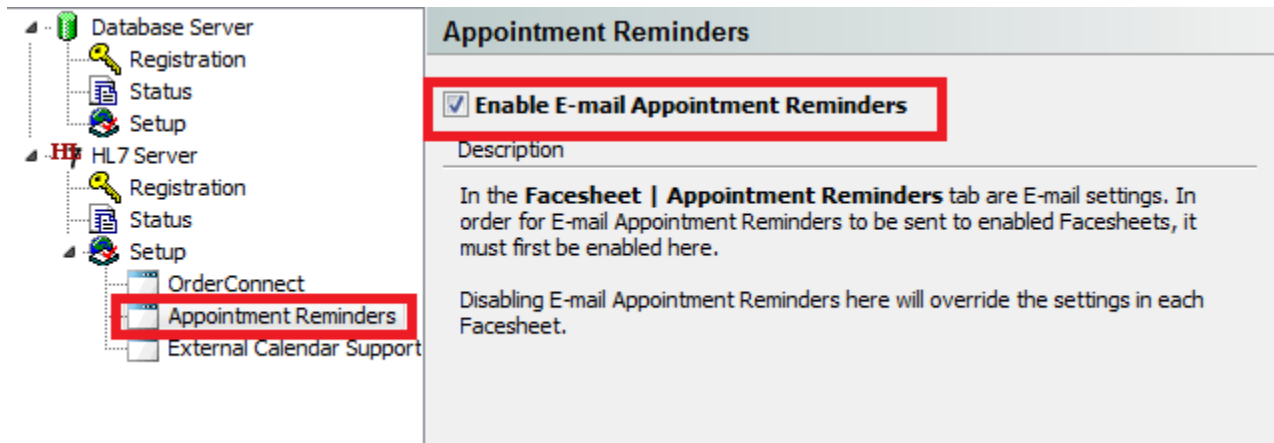 Database Server
Registration
Status
Setup
HL7 HL7 Server
Registration
Status
Setup
OrderConnect
Appointment Reminders
External Calendar Support
Appointment Reminders
Enable E-mail Appointment Reminders
Description
In the Facesheet | Appointment Reminders tab are E-mail settings. In
order for E-mail Appointment Reminders to be sent to enabled Facesheets, it
must first be enabled here.
Disabling E-mail Appointment Reminders here will override the settings in each
Facesheet.